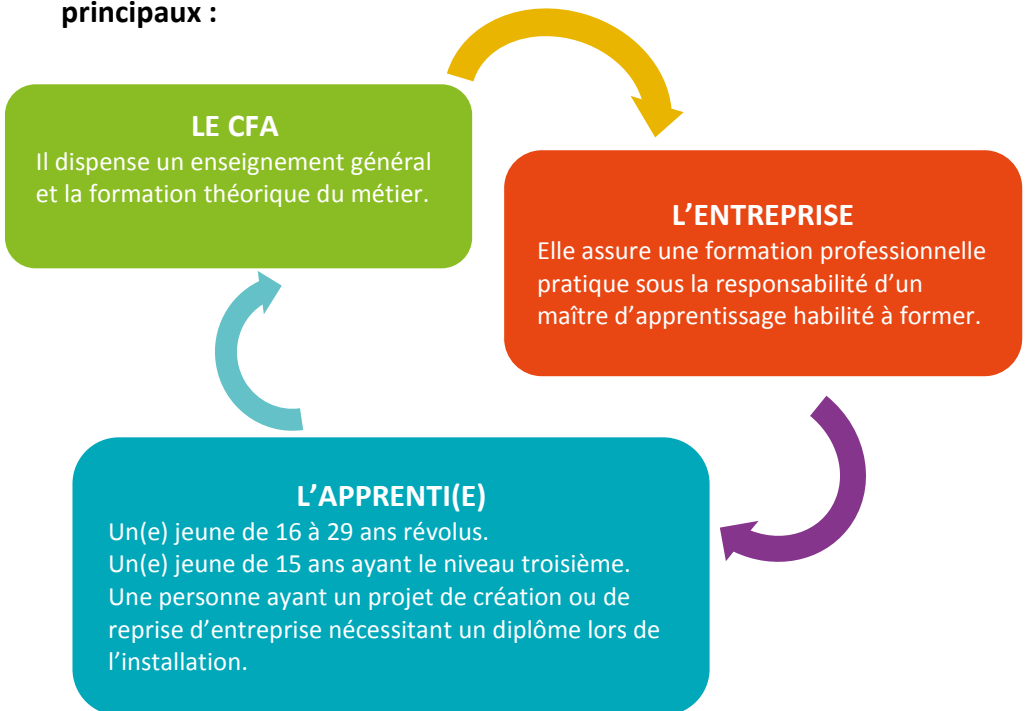 principaux :
LE CFA
Il dispense un enseignement général
et la formation théorique du métier.
L’ENTREPRISE
Elle assure une formation professionnelle
pratique sous la responsabilité d’un
maître d’apprentissage habilité à former.
L’APPRENTI(E)
Un(e) jeune de 16 à 29 ans révolus.
Un(e) jeune de 15 ans ayant le niveau troisième.
Une personne ayant un projet de création ou de
reprise d’entreprise nécessitant un diplôme lors de
l’installation.